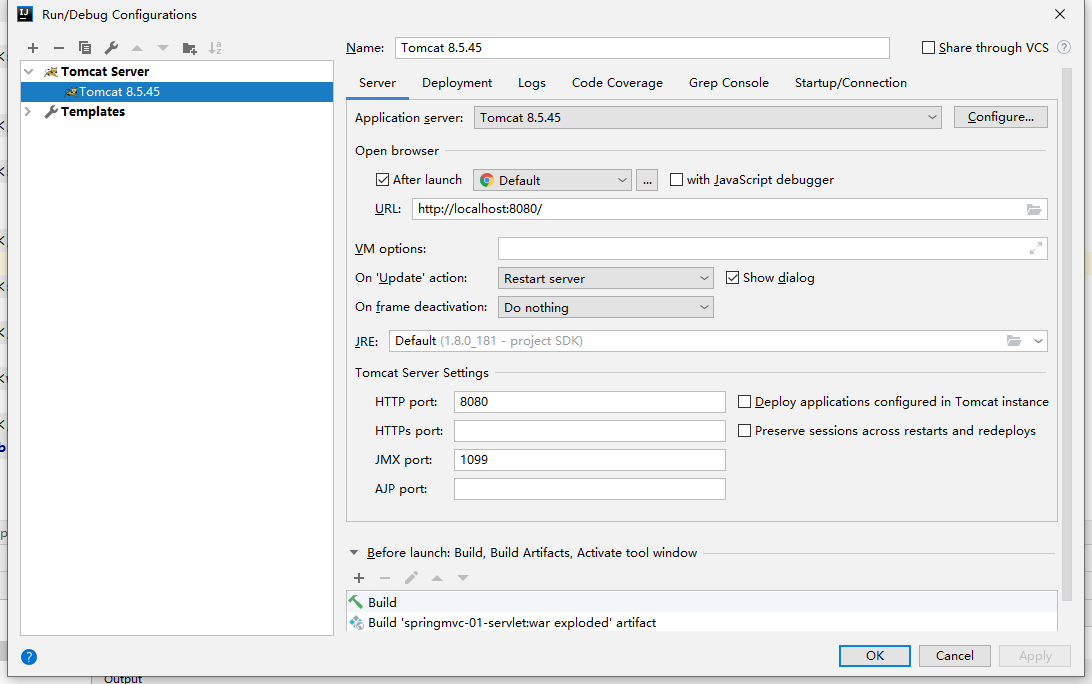 Run/Debug Configurations
Name: Tomcat 8.5.45 Share through VCS
Tomcat Server
Tomcat 8.5.45
Templates
Server Deployment Logs Code Coverage Grep Console Startup/Connection
Application server: Tomcat 8.5.45 Configure...
Open browser
After launch Default ... with JavaScript debugger
URL: http://localhost:8080/
VM options:
On 'Update' action: Restart server Show dialog
On frame deactivation: Do nothing
JRE: Default (1.8.0_181 - project SDK)
Tomcat Server Settings
HTTP port: 8080 Deploy applications configured in Tomcat instance
HTTPs port: Preserve sessions across restarts and redeploys
JMX port: 1099
AJP port:
Before launch: Build, Build Artifacts, Activate tool window
Build
Build 'springmvc-01-servlet:war exploded' artifact
OK Cancel Apply
Output